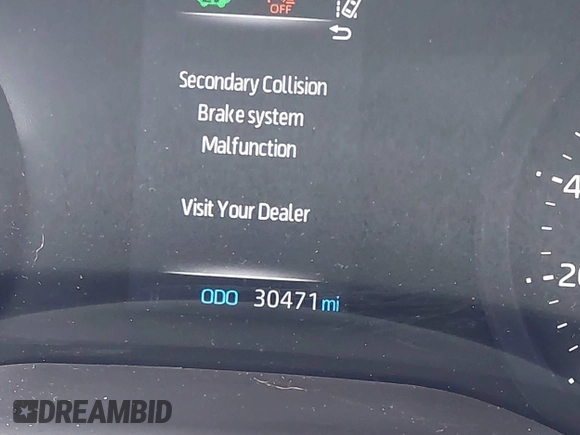 OFF
Secondary Collision
Brake system
Malfunction
Visit Your Dealer
ODO 30471 mi
DREAMBID